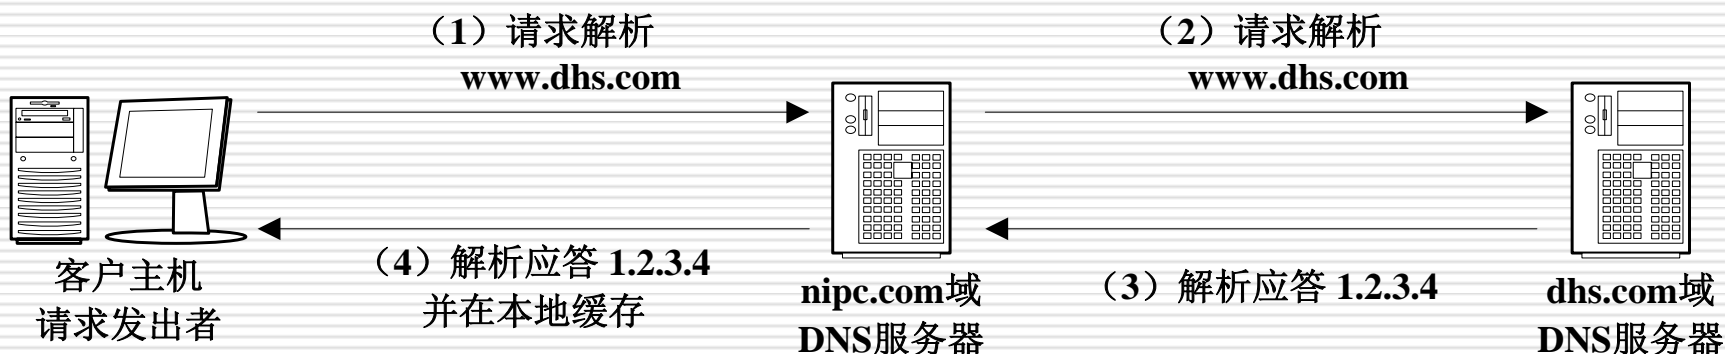 (1)请求解析
www.dhs.com
(2)请求解析
www.dhs.com
(4)解析应答 1.2.3.4
并在本地缓存
(3)解析应答 1.2.3.4
客户主机
请求发出者
nipc.com域
DNS服务器
dhs.com域
DNS服务器